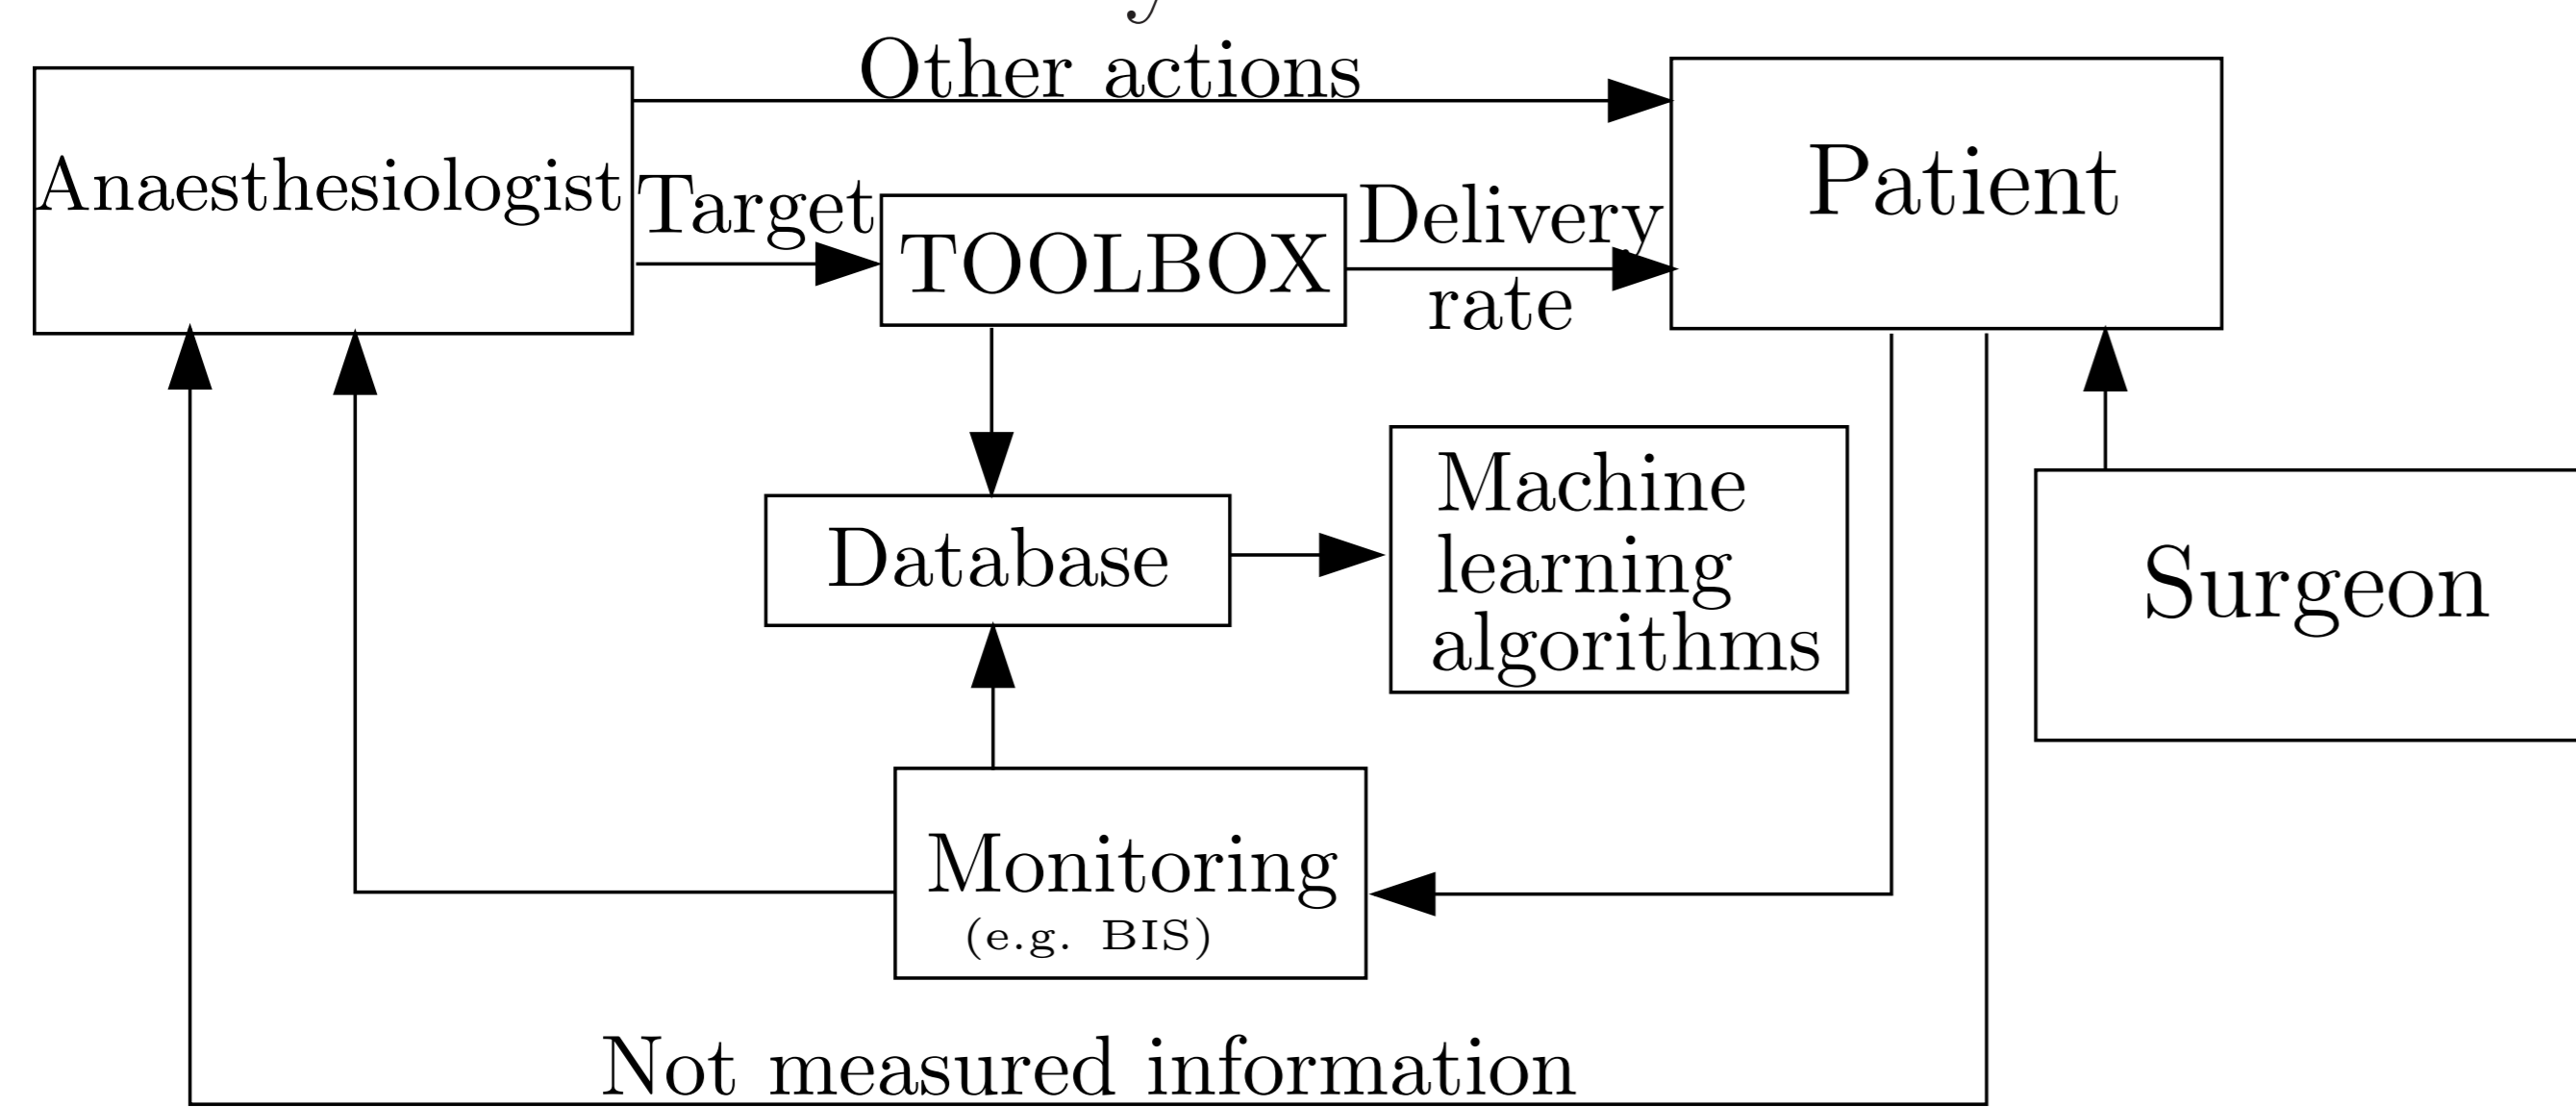 Other actions
Anaesthesiologist
Target
TOOLBOX
Delivery
rate
Patient
Database
Machine
learning
algorithms
Surgeon
Monitoring
(e.g. BIS)
Not measured information